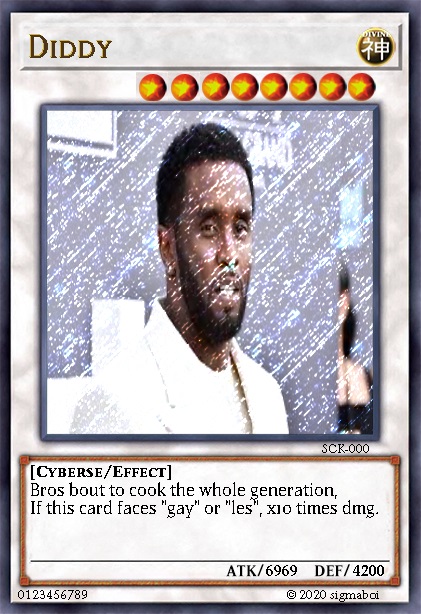 DIDDY
DIVINE
神
SCK-000
[CYBERSE/EFFECT]
Bros bout to cook the whole generation,
If this card faces "gay" or "les", x10 times dmg.
ATK/6969 DEF/4200
0123456789
© 2020 sigmaboi